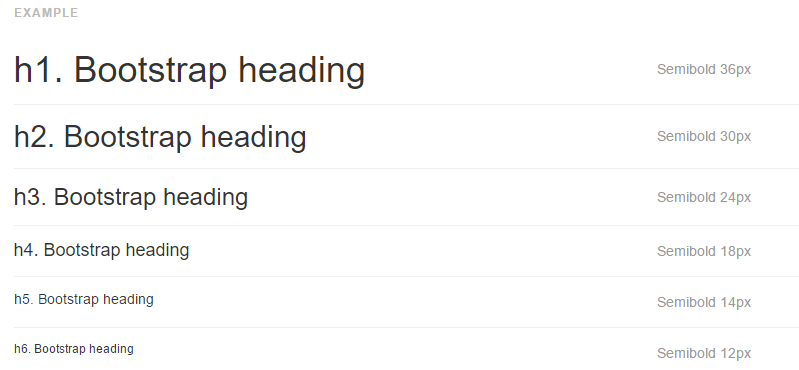 EXAMPLE
h1. Bootstrap heading Semibold 36px
h2. Bootstrap heading Semibold 30px
h3. Bootstrap heading Semibold 24px
h4. Bootstrap heading Semibold 18px
h5. Bootstrap heading Semibold 14px
h6. Bootstrap heading Semibold 12px